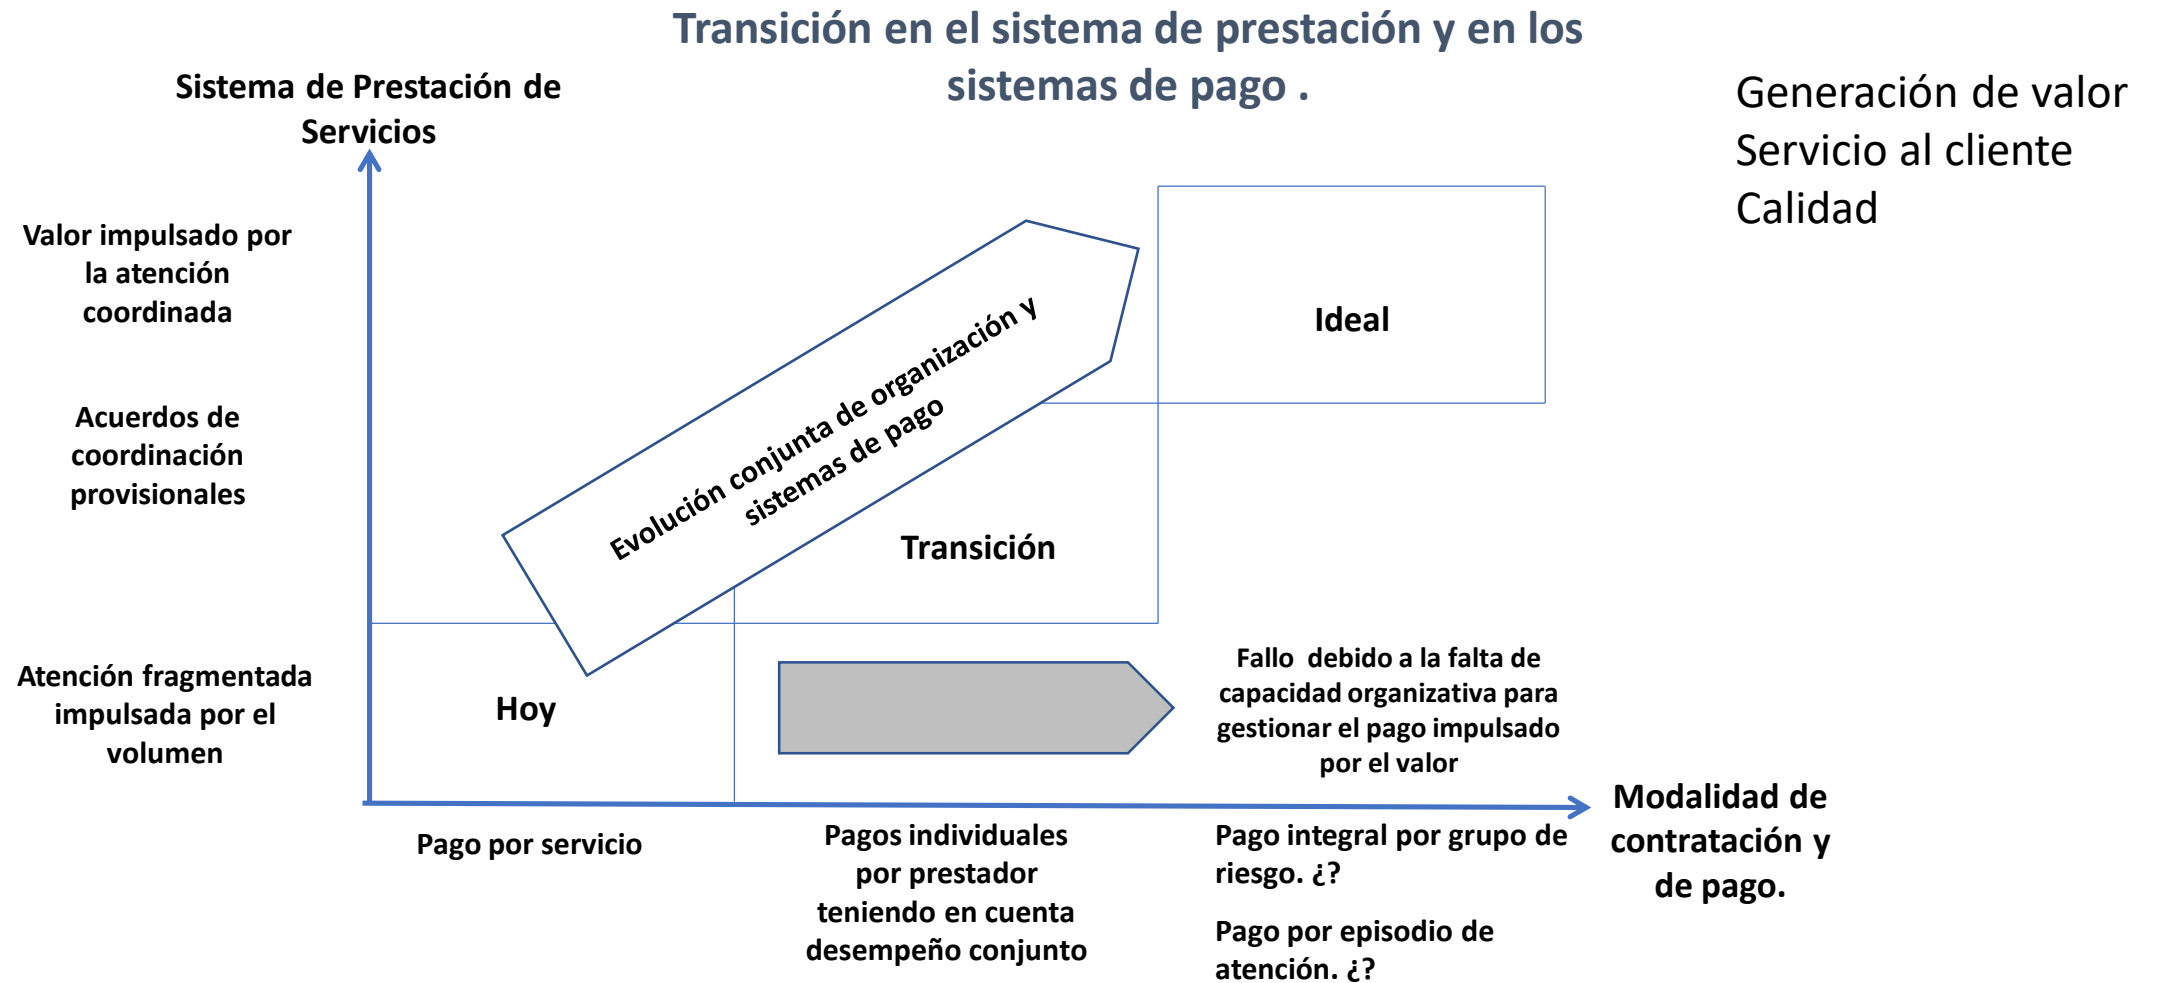 Transición en el sistema de prestación y en los
sistemas de pago .
Sistema de Prestación de
Servicios
Generación de valor
Servicio al cliente
Calidad
Valor impulsado por
la atención
coordinada
Ideal
Evolución conjunta de organización y
sistemas de pago
Acuerdos de
coordinación
provisionales
Transición
Atención fragmentada
impulsada por el
volumen
Hoy
Fallo  debido a la falta de
capacidad organizativa para
gestionar el pago impulsado
por el valor
Modalidad de
contratación y
de pago.
Pago por servicio
Pagos individuales
por prestador
teniendo en cuenta
desempeño conjunto
Pago integral por grupo de
riesgo. ¿?
Pago por episodio de
atención. ¿?